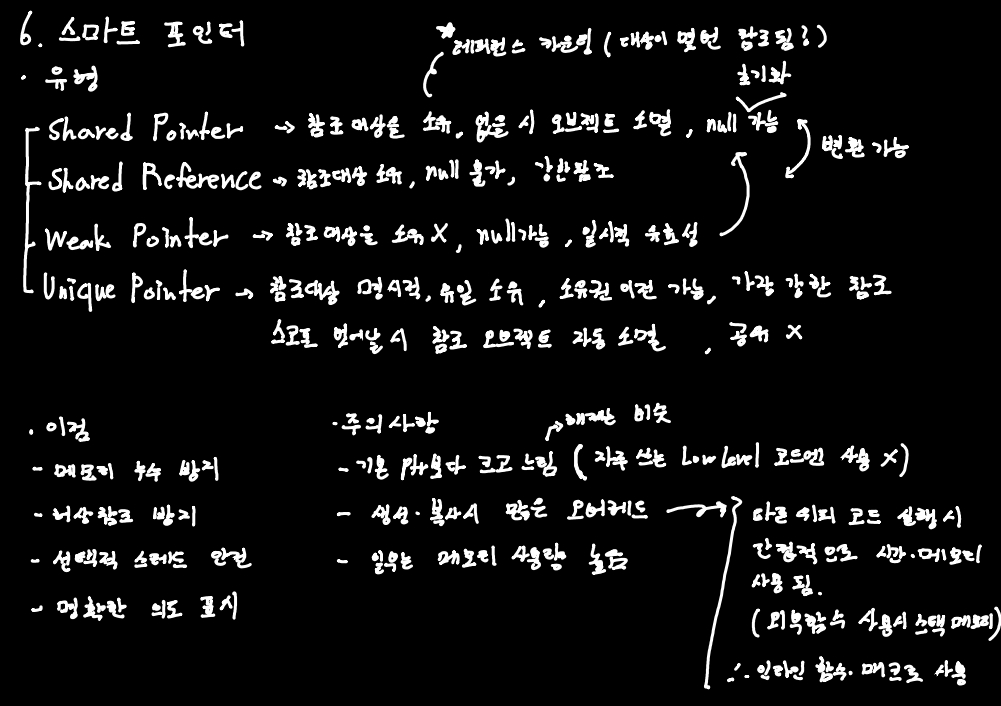 6. 스마트 포인터
* 레퍼런스 카운팅 (대상이 몇번 참조됨?)
· 유형
초기화
Shared Pointer → 참조대상을 소유, 없을 시 오브젝트 소멸, null 가능
변환 가능
Shared Reference → 참조대상 소유, null 불가, 강한참조
Weak Pointer → 참조대상을 소유 X, null가능, 일시적 유효성
Unique Pointer → 참조대상 명시적, 유일 소유, 소유권 이전 가능, 가장 강한 참조
스코프 벗어날 시 참조 오브젝트 자동 소멸, 공유 X
· 이점
- 메모리 누수 방지
- 허상참조 방지
- 선택적 스레드 안전
- 명확한 의도 표시
· 주의사항
→ 해제는 비슷
- 기본 ptr보다 크고 느림 (자주 쓰는 Low Level 코드엔 사용 X)
- 생성·복사시 많은 오버헤드 →
- 일부는 메모리 사용량 높음
다른 위치 코드 실행 시
간접적으로 시간·메모리
사용 됨.
(외부함수 사용시 스택 메모리)
∴ 인라인 함수·매크로 사용